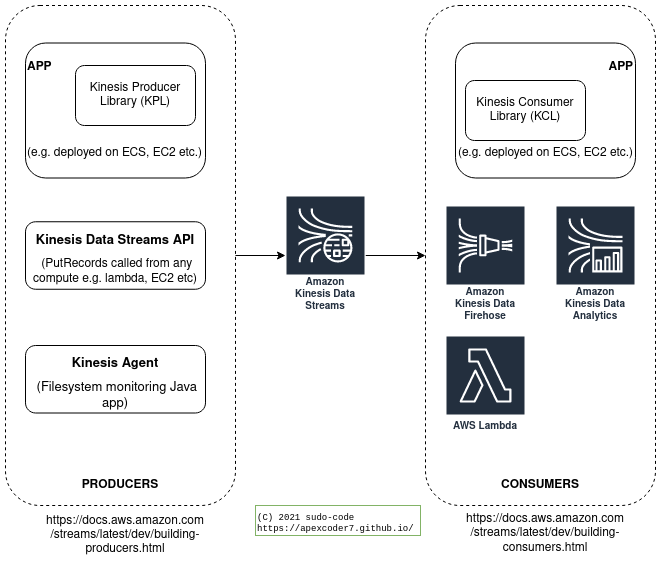 APP
Kinesis Producer
Library (KPL)
(e.g. deployed on ECS, EC2 etc.)
Kinesis Data Streams API
(PutRecords called from any
compute e.g. lambda, EC2 etc)
Kinesis Agent
(Filesystem monitoring Java
app)
PRODUCERS
https://docs.aws.amazon.com
/streams/latest/dev/building-
producers.html
Amazon
Kinesis Data
Streams
(C) 2021 sudo-code
https://apexcoder7.github.io/
APP
Kinesis Consumer
Library (KCL)
(e.g. deployed on ECS, EC2 etc.)
Amazon
Kinesis Data
Firehose
Amazon
Kinesis Data
Analytics
AWS Lambda
CONSUMERS
https://docs.aws.amazon.com
/streams/latest/dev/building-
consumers.html